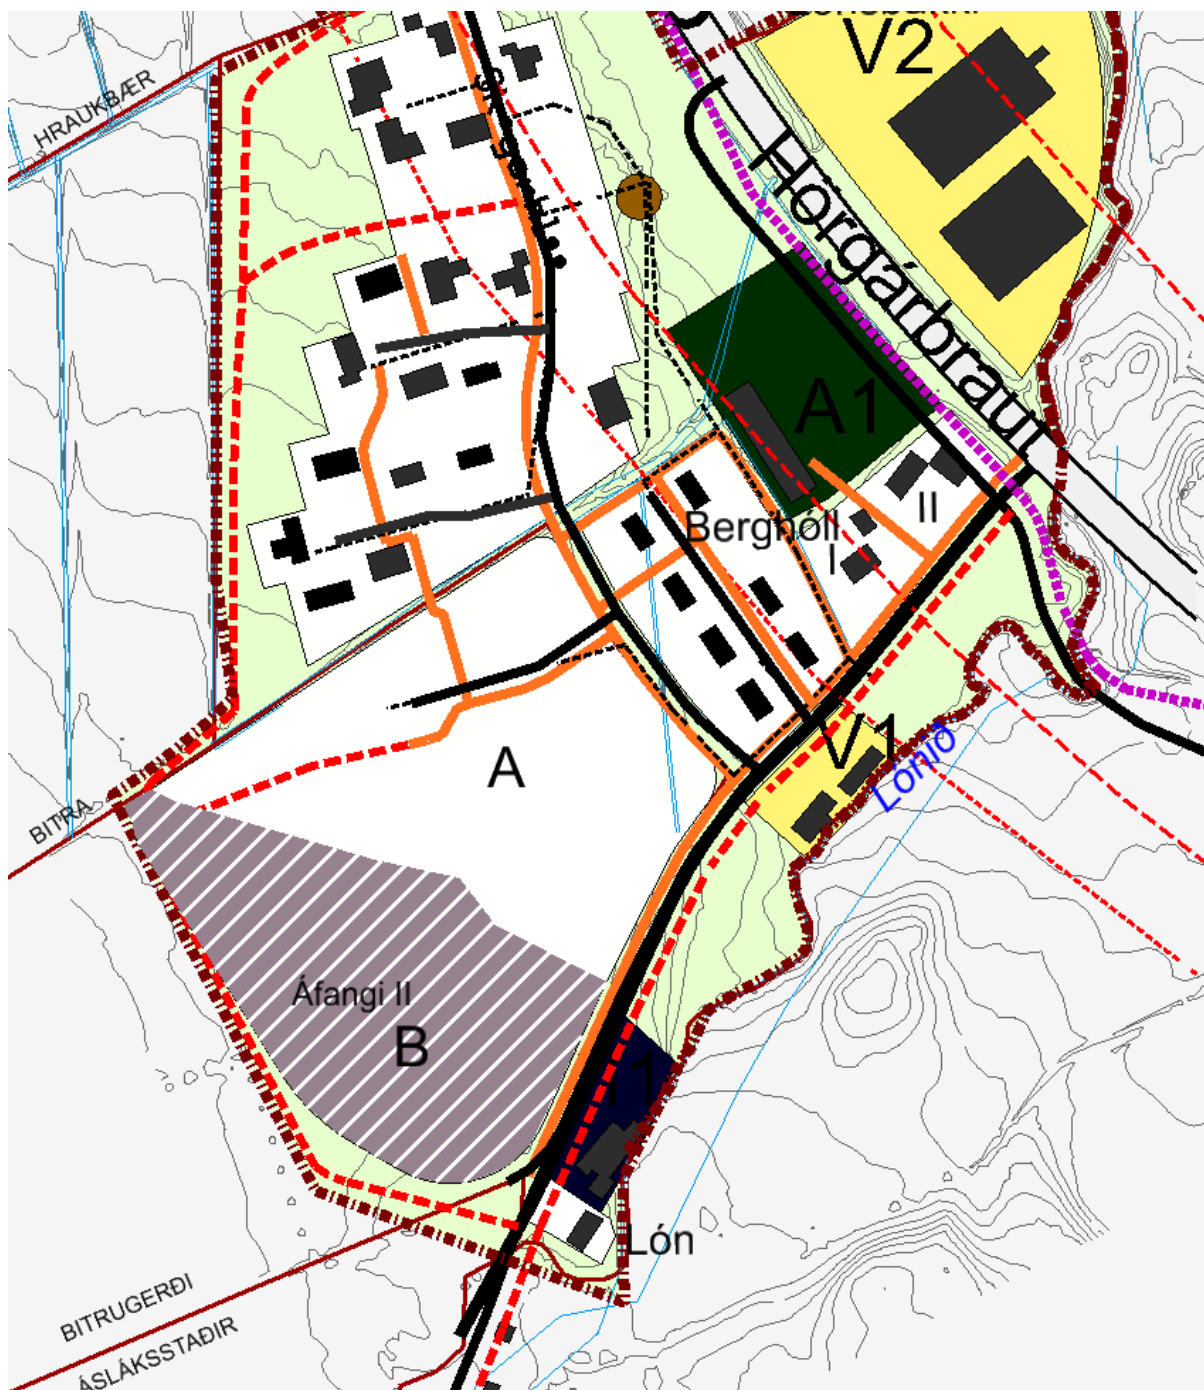 V2
HRAUKBÆR
Hörgárbraut
A1
Berghóll
II
I
V1
Lónið
A
BITRA
Áfangi II
B
Lón
BITRUGERÐI
ÁSLÁKSSTAÐIR